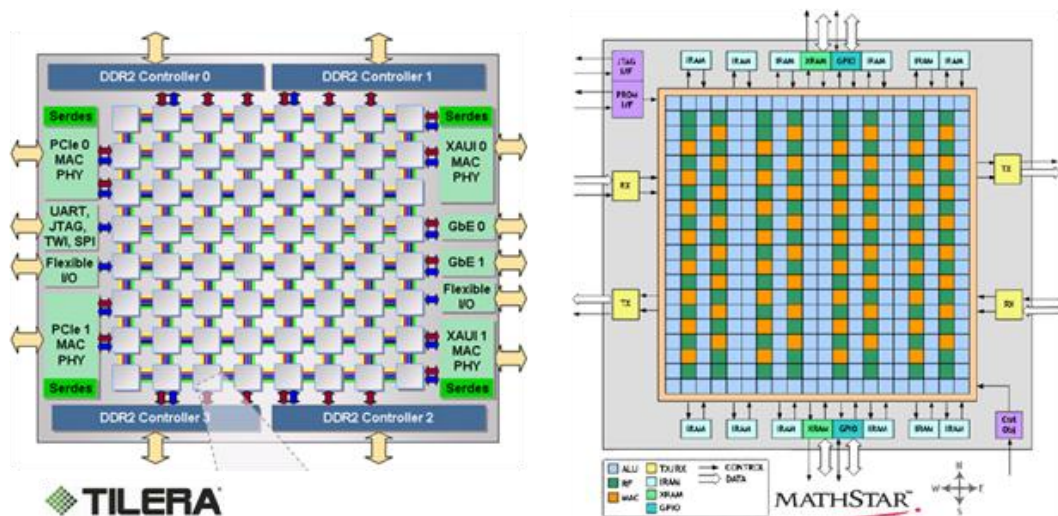 DDR2 Controller 0
DDR2 Controller 1
Serdes
PCIe 0
MAC
PHY
UART,
JTAG,
TWI, SPI
Flexible
I/O
PCIe 1
MAC
PHY
Serdes
Serdes
XAUI 0
MAC
PHY
GbE 0
GbE 1
Flexible
I/O
XAUI 1
MAC
PHY
Serdes
DDR2 Controller 3
DDR2 Controller 2
TILERA
JTAG
I/F
PROM
I/F
IRAM
IRAM
IRAM
XRAM
GPIO
IRAM
IRAM
IRAM
RX
TX
TX
RX
IRAM
IRAM
IRAM
XRAM
GPIO
IRAM
IRAM
IRAM
Obj
ALU
RF
MAC
TX/RX
IRAM
XRAM
GPIO
CONTROL
DATA
MATHSTAR™
N
W
E
S